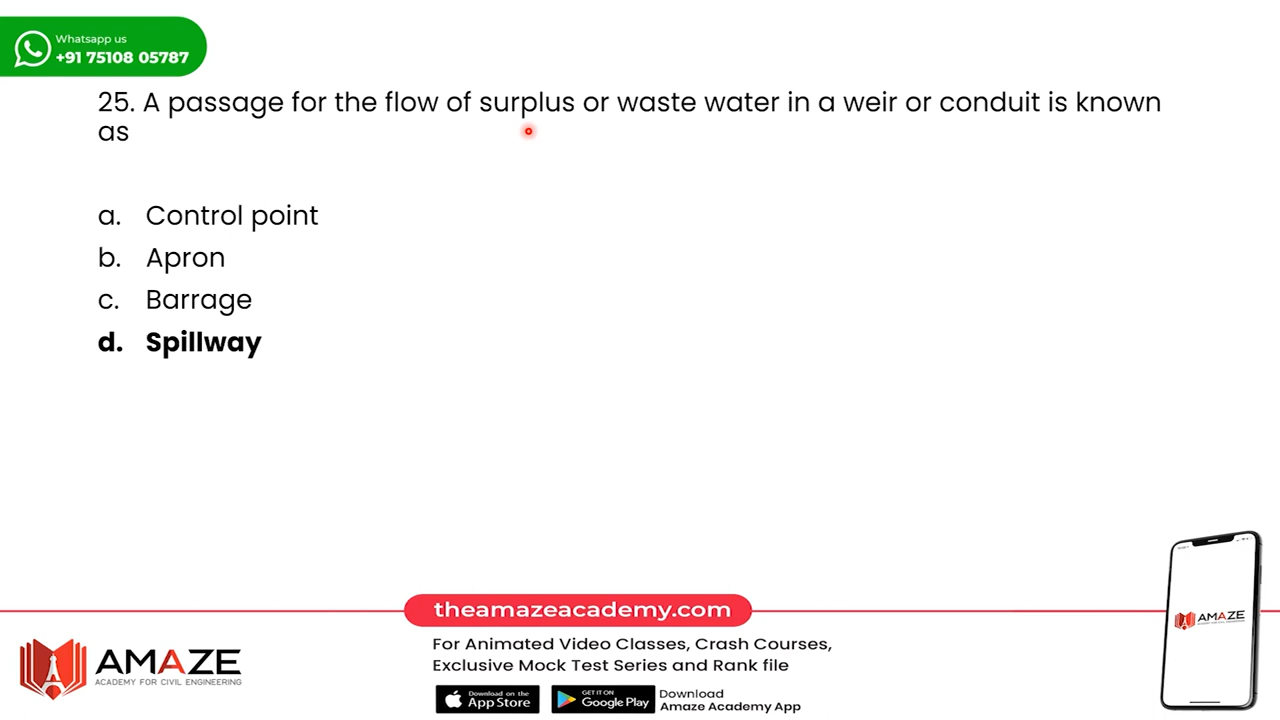 Whatsapp us
+91 75108 05787
25. A passage for the flow of surplus or waste water in a weir or conduit is known
as
a. Control point
b. Apron
c. Barrage
d. Spillway
theamazeacademy.com
For Animated Video Classes, Crash Courses,
Exclusive Mock Test Series and Rank file
AMAZE
ACADEMY FOR CIVIL ENGINEERING
Download on the
App Store
GET IT ON
Google Play
Download
Amaze Academy App
AMAZE